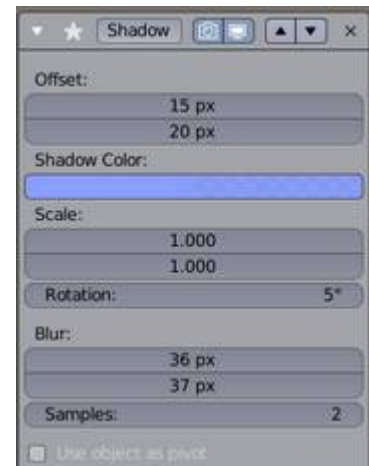 Shadow
Offset:
15 px
20 px
Shadow Color:
Scale:
1.000
1.000
Rotation: 5°
Blur:
36 px
37 px
Samples: 2
Use object as pivot